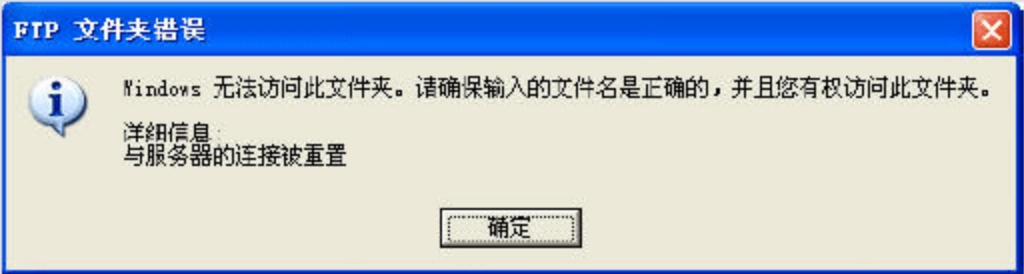 FTP 文件夹错误
Windows 无法访问此文件夹。请确保输入的文件名是正确的，并且您有权访问此文件夹。
详细信息:
与服务器的连接被重置
确定